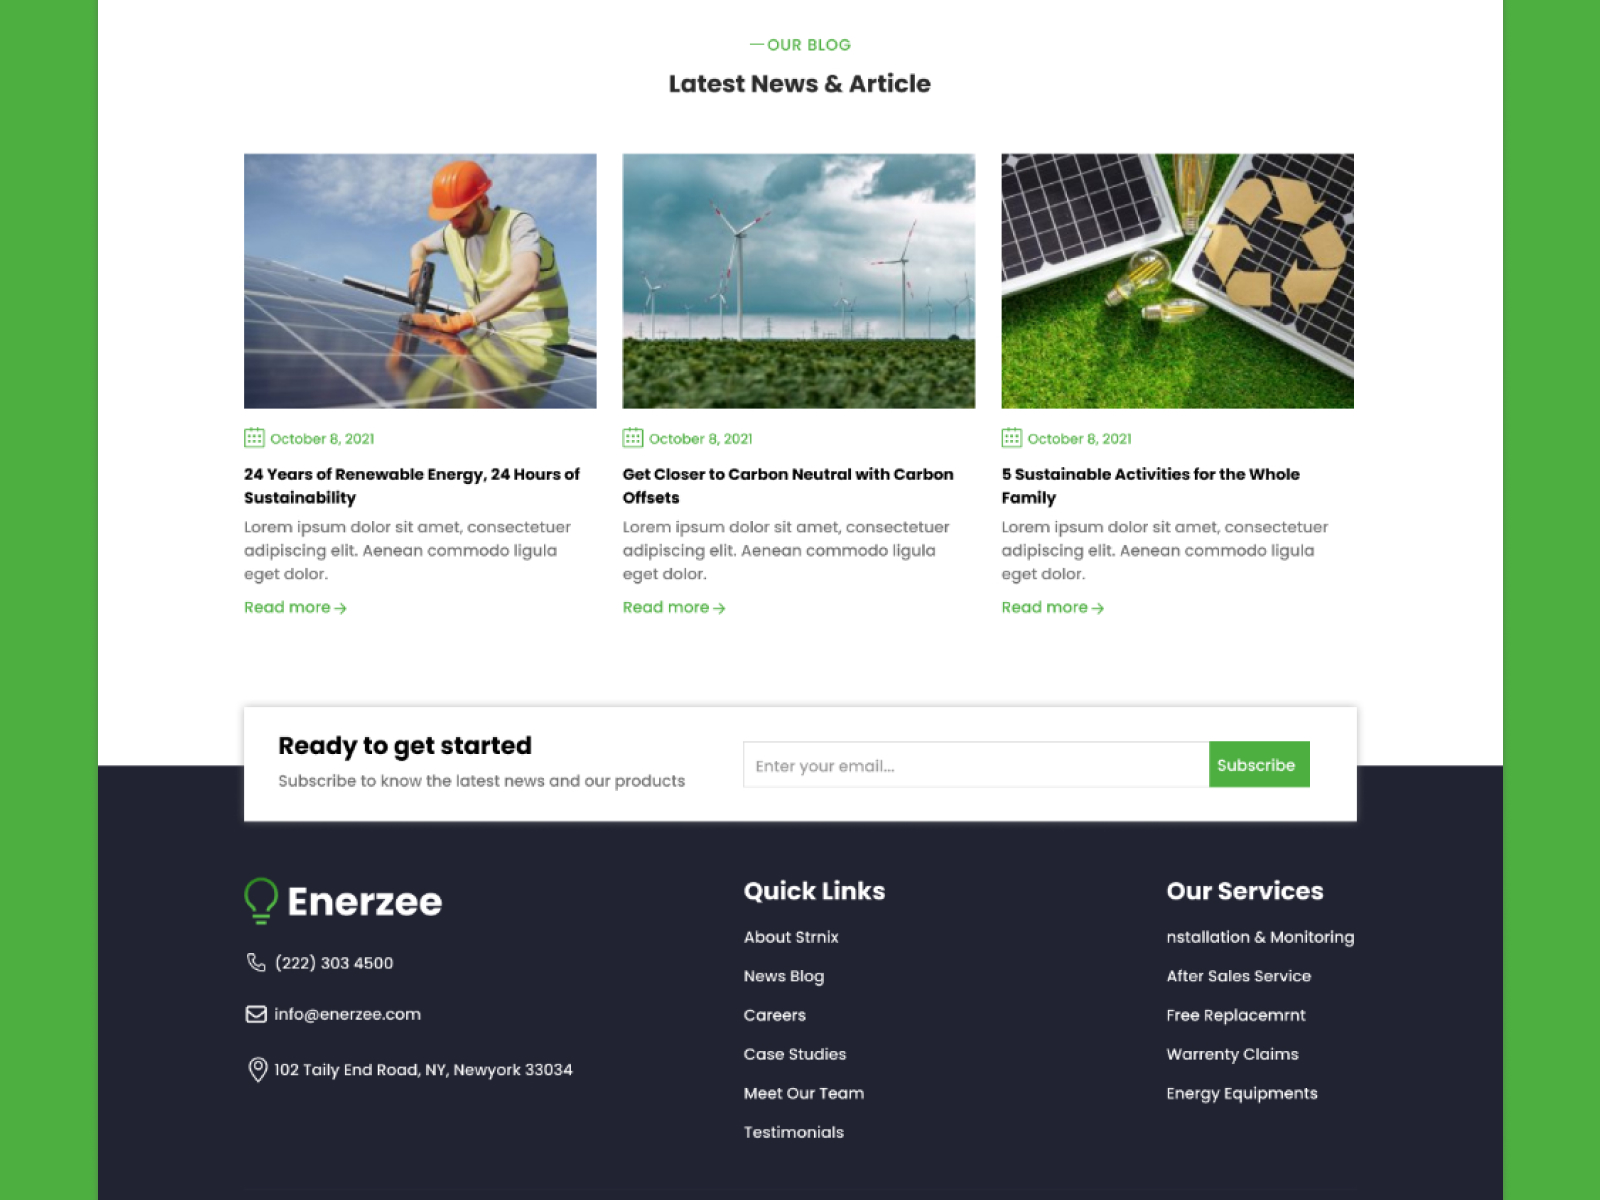 —OUR BLOG
Latest News & Article
October 8, 2021
24 Years of Renewable Energy, 24 Hours of
Sustainability
Lorem ipsum dolor sit amet, consectetuer
adipiscing elit. Aenean commodo ligula
eget dolor.
Read more →
October 8, 2021
Get Closer to Carbon Neutral with Carbon
Offsets
Lorem ipsum dolor sit amet, consectetuer
adipiscing elit. Aenean commodo ligula
eget dolor.
Read more →
October 8, 2021
5 Sustainable Activities for the Whole
Family
Lorem ipsum dolor sit amet, consectetuer
adipiscing elit. Aenean commodo ligula
eget dolor.
Read more →
Ready to get started
Subscribe to know the latest news and our products
Enter your email...
Subscribe
Enerzee
(222) 303 4500
info@enerzee.com
102 Taily End Road, NY, Newyork 33034
Quick Links
About Strnix
News Blog
Careers
Case Studies
Meet Our Team
Testimonials
Our Services
nstallation & Monitoring
After Sales Service
Free Replacemrnt
Warrenty Claims
Energy Equipments